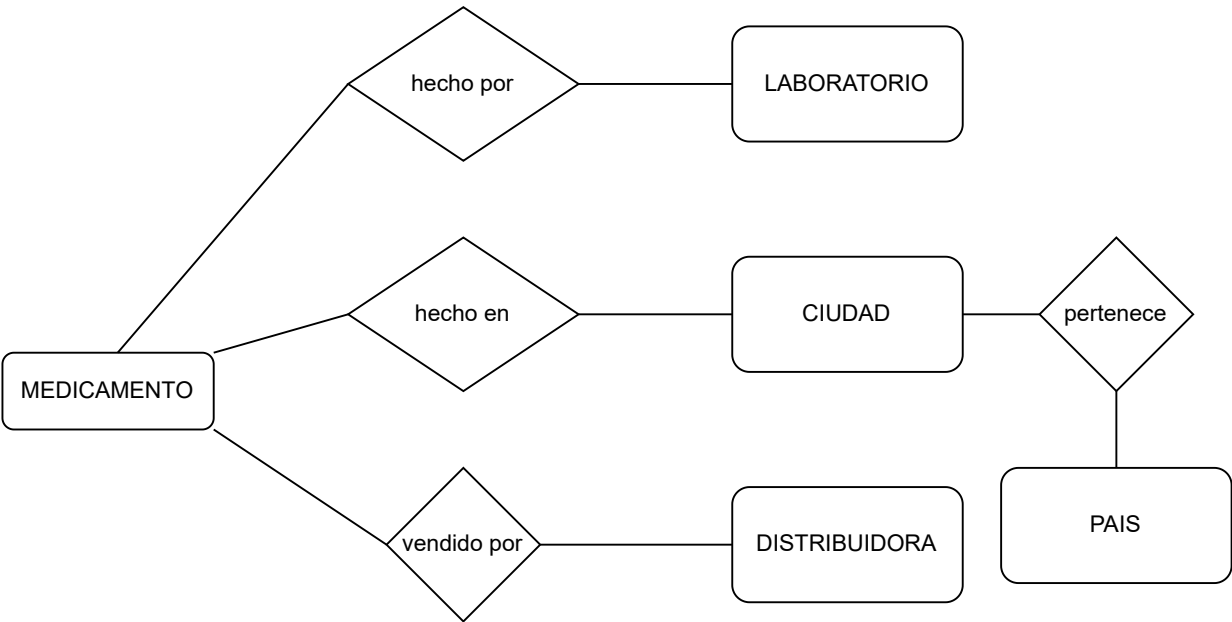 hecho por
LABORATORIO
hecho en
CIUDAD
pertenece
MEDICAMENTO
vendido por
DISTRIBUIDORA
PAIS